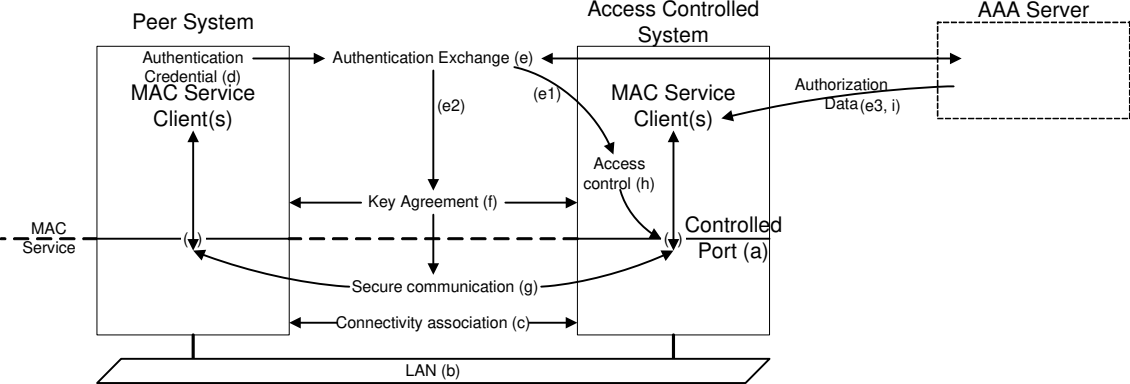 Peer System
Access Controlled
System
AAA Server
Authentication
Credential (d)
Authentication Exchange (e)
MAC Service
Client(s)
(e2)
(e1)
MAC Service
Client(s)
Authorization
Data (e3, i)
Access
control (h)
Key Agreement (f)
MAC
Service
( )
( )
Controlled
Port (a)
Secure communication (g)
Connectivity association (c)
LAN (b)